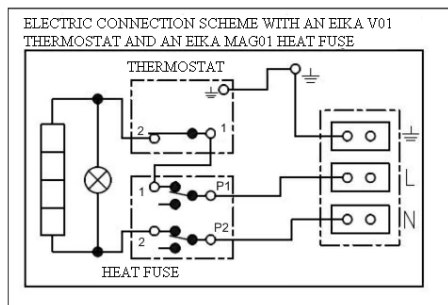 ELECTRIC CONNECTION SCHEME WITH AN EIKA V01
THERMOSTAT AND AN EIKA MAG01 HEAT FUSE
THERMOSTAT
2
1
1
P1
L
2
P2
N
HEAT FUSE